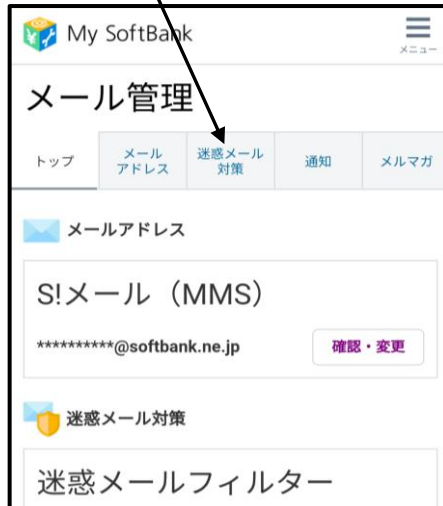 My SoftBank
メニュー
メール管理
トップ
メール
アドレス
迷惑メール
対策
通知
メルマガ
メールアドレス
S!メール（MMS）
**********@softbank.ne.jp
確認・変更
迷惑メール対策
迷惑メールフィルター